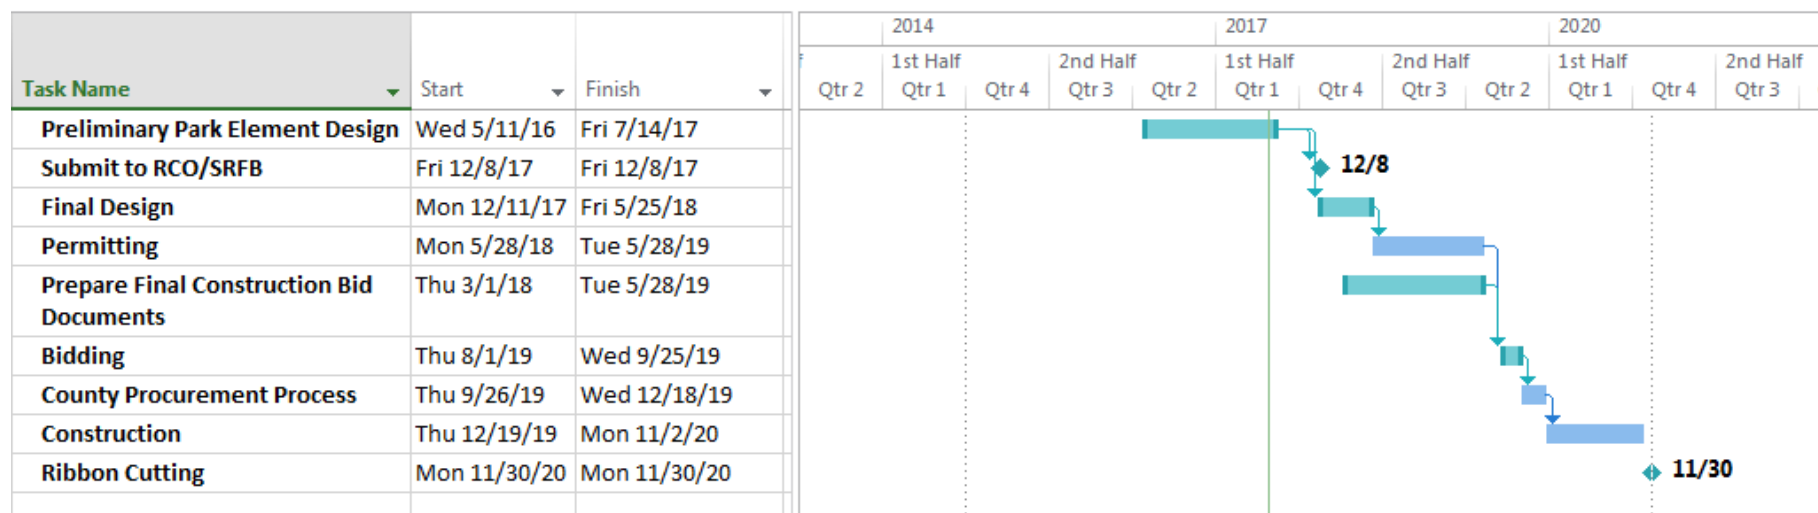 2014 2017 2020
1st Half 2nd Half 1st Half 2nd Half 1st Half 2nd Half
Task Name Start Finish Qtr 2 Qtr 1 Qtr 4 Qtr 3 Qtr 2 Qtr 1 Qtr 4 Qtr 3 Qtr 2 Qtr 1 Qtr 4 Qtr 3
Preliminary Park Element Design Wed 5/11/16 Fri 7/14/17
Submit to RCO/SRFB Fri 12/8/17 Fri 12/8/17 12/8
Final Design Mon 12/11/17 Fri 5/25/18
Permitting Mon 5/28/18 Tue 5/28/19
Prepare Final Construction Bid Thu 3/1/18 Tue 5/28/19
Documents
Bidding Thu 8/1/19 Wed 9/25/19
County Procurement Process Thu 9/26/19 Wed 12/18/19
Construction Thu 12/19/19 Mon 11/2/20
Ribbon Cutting Mon 11/30/20 Mon 11/30/20 11/30